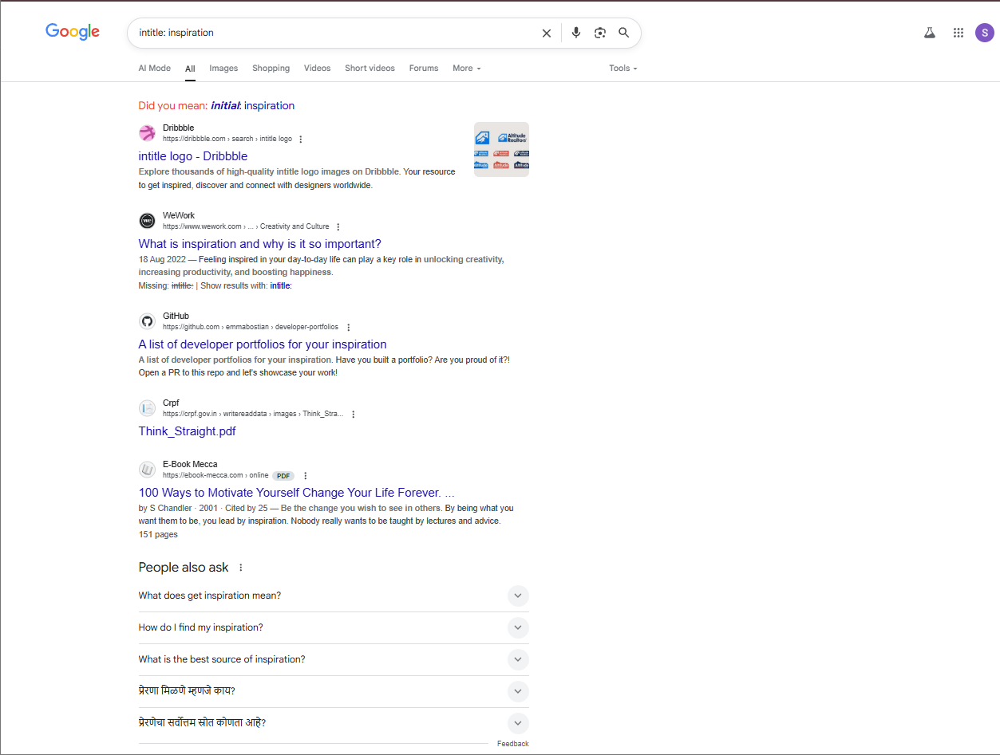 Google
intitle: inspiration
S
AI Mode All Images Shopping Videos Short videos Forums More Tools
Did you mean: initial: inspiration
Dribbble
https://dribbble.com › search › intitle logo
intitle logo - Dribbble
Explore thousands of high-quality intitle logo images on Dribbble. Your resource
to get inspired, discover and connect with designers worldwide.
Altitude
Realtors
WeWork
we
https://www.wework.com › ... › Creativity and Culture
What is inspiration and why is it so important?
18 Aug 2022 — Feeling inspired in your day-to-day life can play a key role in unlocking creativity,
increasing productivity, and boosting happiness.
Missing: intitle: | Show results with: intitle:
GitHub
https://github.com › emmabostian › developer-portfolios
A list of developer portfolios for your inspiration
A list of developer portfolios for your inspiration. Have you built a portfolio? Are you proud of it?!
Open a PR to this repo and let's showcase your work!
Crpf
https://crpf.gov.in › writereaddata › images › Think_Stra...
Think_Straight.pdf
E-Book Mecca
https://ebook-mecca.com › online PDF
100 Ways to Motivate Yourself Change Your Life Forever. ...
by S Chandler · 2001 · Cited by 25 — Be the change you wish to see in others. By being what you
want them to be, you lead by inspiration. Nobody really wants to be taught by lectures and advice.
151 pages
People also ask
What does get inspiration mean?
How do I find my inspiration?
What is the best source of inspiration?
प्रेरणा मिळणे म्हणजे काय?
प्रेरणेचा सर्वोत्तम स्रोत कोणता आहे?
Feedback